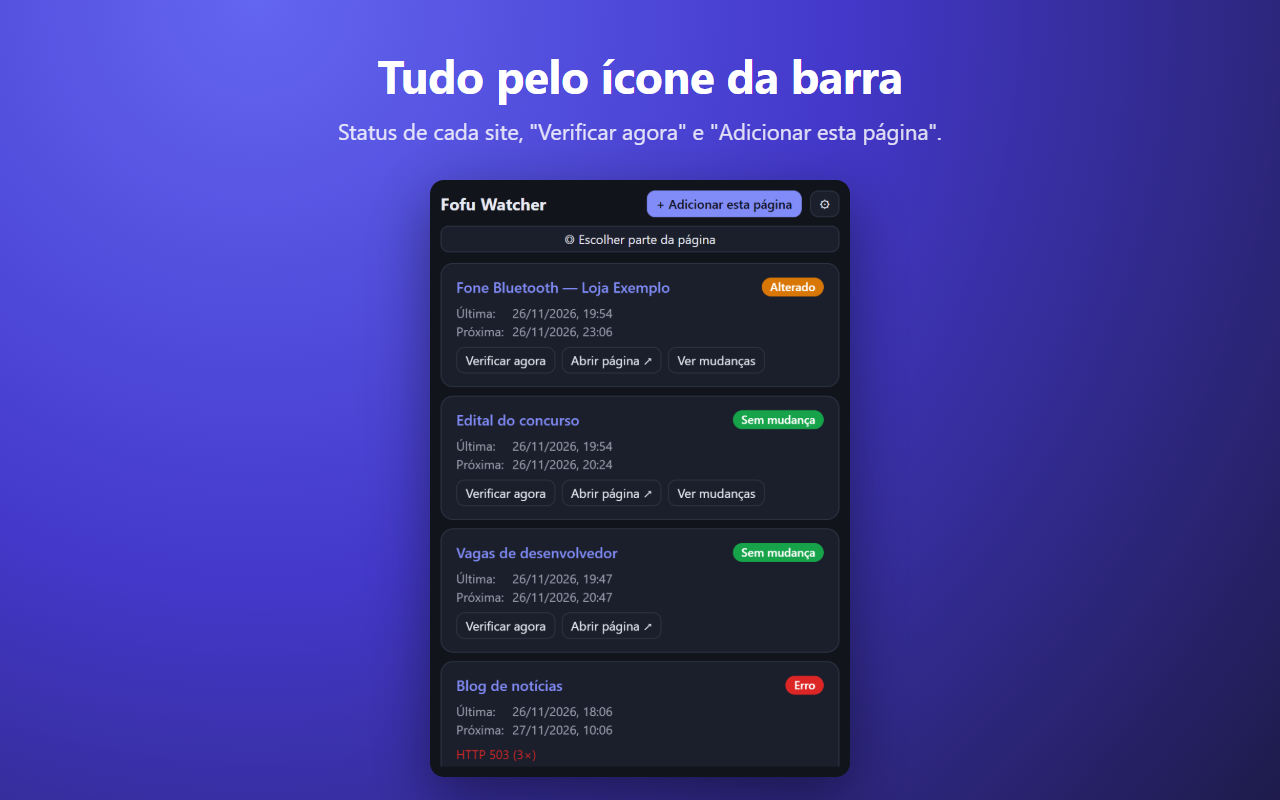 Tudo pelo ícone da barra
Status de cada site, "Verificar agora" e "Adicionar esta página".
Fofu Watcher
+ Adicionar esta página
⚙
◎ Escolher parte da página
Fone Bluetooth — Loja Exemplo
Alterado
Última: 26/11/2026, 19:54
Próxima: 26/11/2026, 23:06
Verificar agora
Abrir página ↗
Ver mudanças
Edital do concurso
Sem mudança
Última: 26/11/2026, 19:54
Próxima: 26/11/2026, 20:24
Verificar agora
Abrir página ↗
Ver mudanças
Vagas de desenvolvedor
Sem mudança
Última: 26/11/2026, 19:47
Próxima: 26/11/2026, 20:47
Verificar agora
Abrir página ↗
Blog de notícias
Erro
Última: 26/11/2026, 18:06
Próxima: 27/11/2026, 10:06
HTTP 503 (3×)